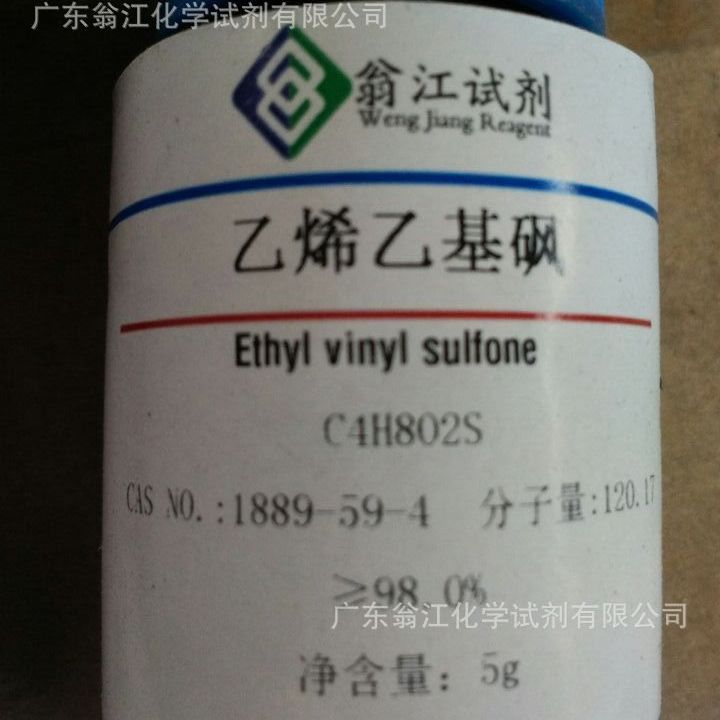 广东翁江化学试剂有限公司
翁江试剂
Weng Jiang Reagent
乙烯乙基砜
Ethyl vinyl sulfone
C4H8O2S
CAS NO.:1889-59-4 分子量:120.17
≥98.0%
广东翁江化学试剂有限公司
净含量: 5g